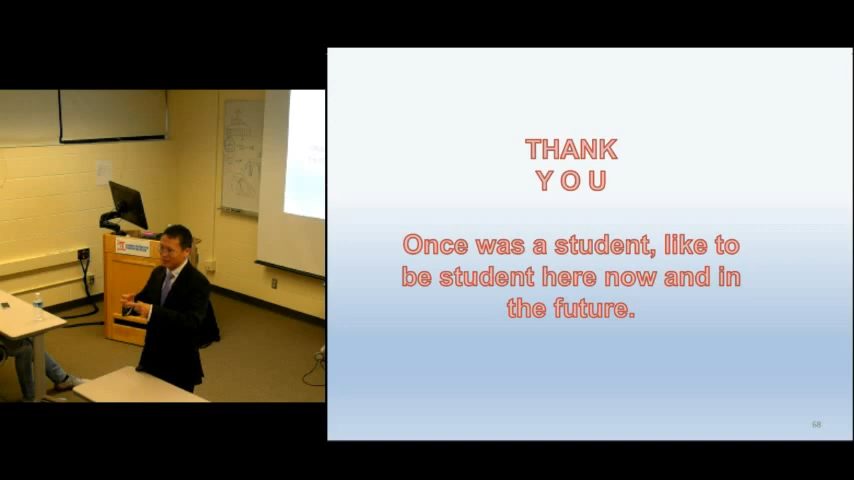 THANK
Y O U
Once was a student, like to
be student here now and in
the future.
68